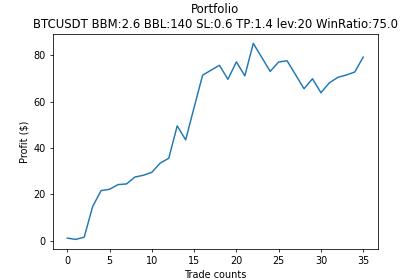 Portfolio
BTCUSDT BBM:2.6 BBL:140 SL:0.6 TP:1.4 lev:20 WinRatio:75.0
80
60
40
20
0
Profit ($)
0 5 10 15 20 25 30 35
Trade counts